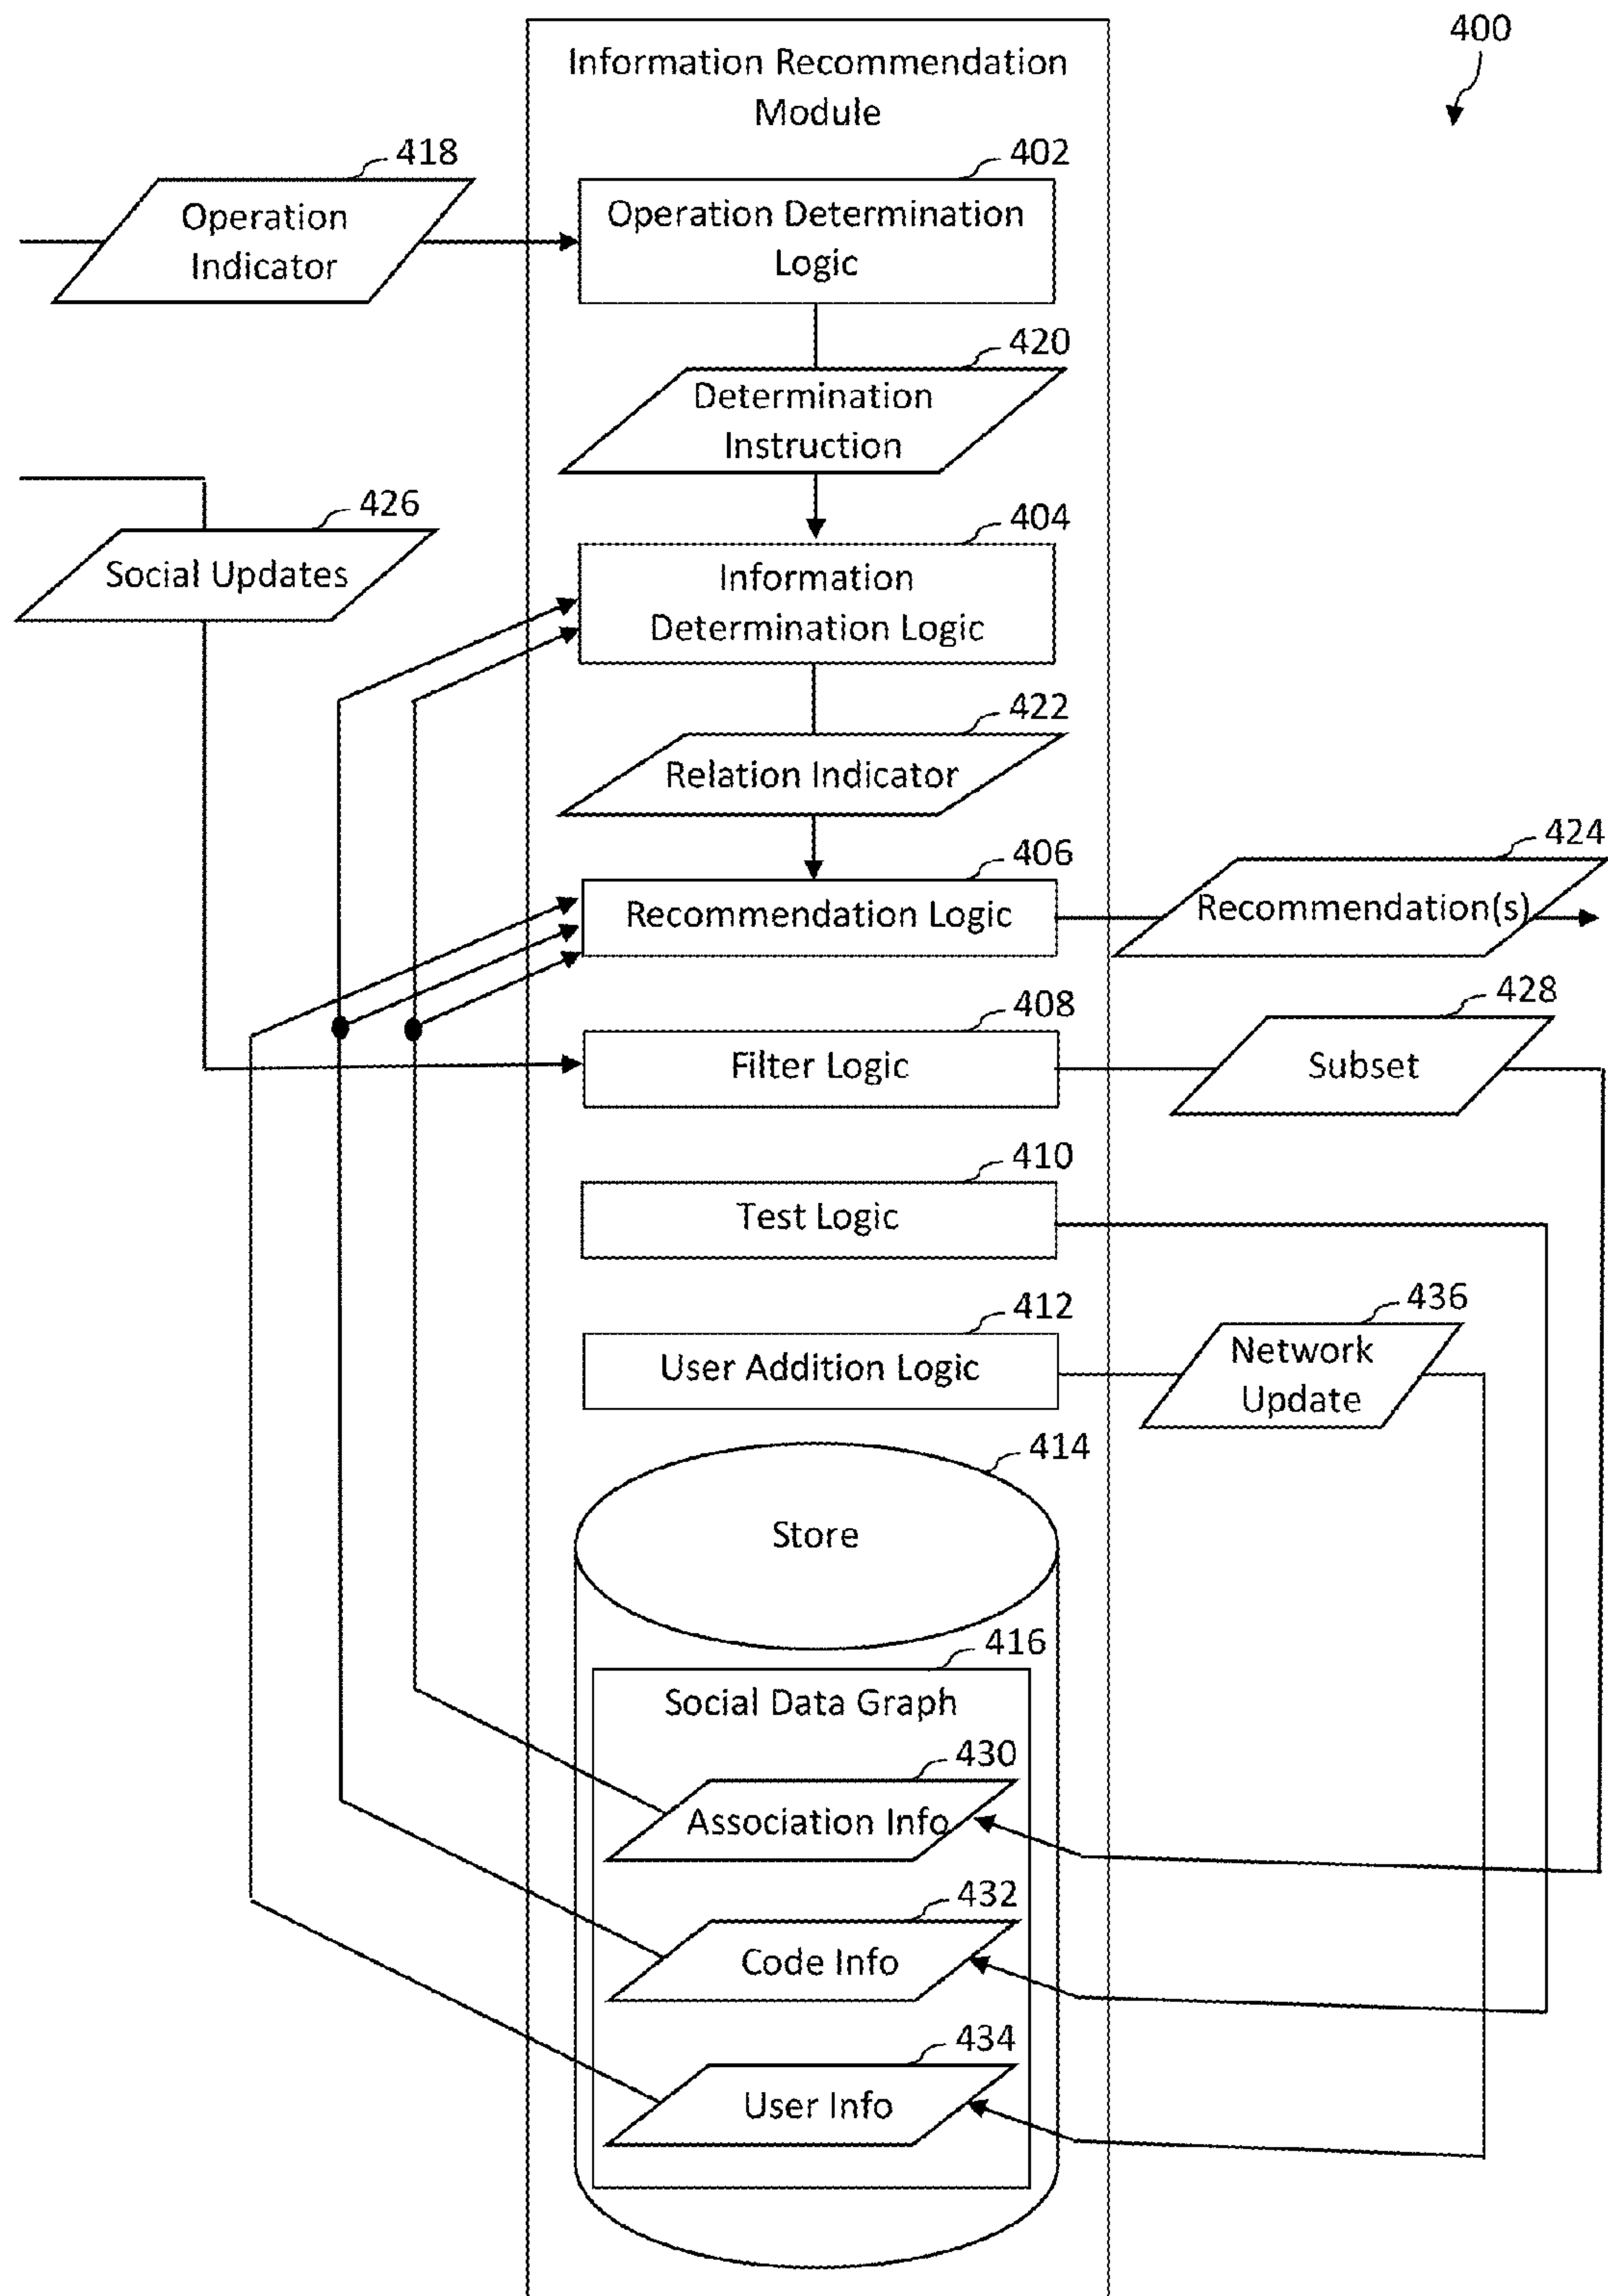 400
Information Recommendation
Module
418
Operation
Indicator
402
Operation Determination
Logic
420
Determination
Instruction
426
Social Updates
404
Information
Determination Logic
422
Relation Indicator
406
Recommendation Logic
424
Recommendation(s)
408
Filter Logic
428
Subset
410
Test Logic
412
User Addition Logic
436
Network
Update
414
Store
416
Social Data Graph
430
Association Info
432
Code Info
434
User Info